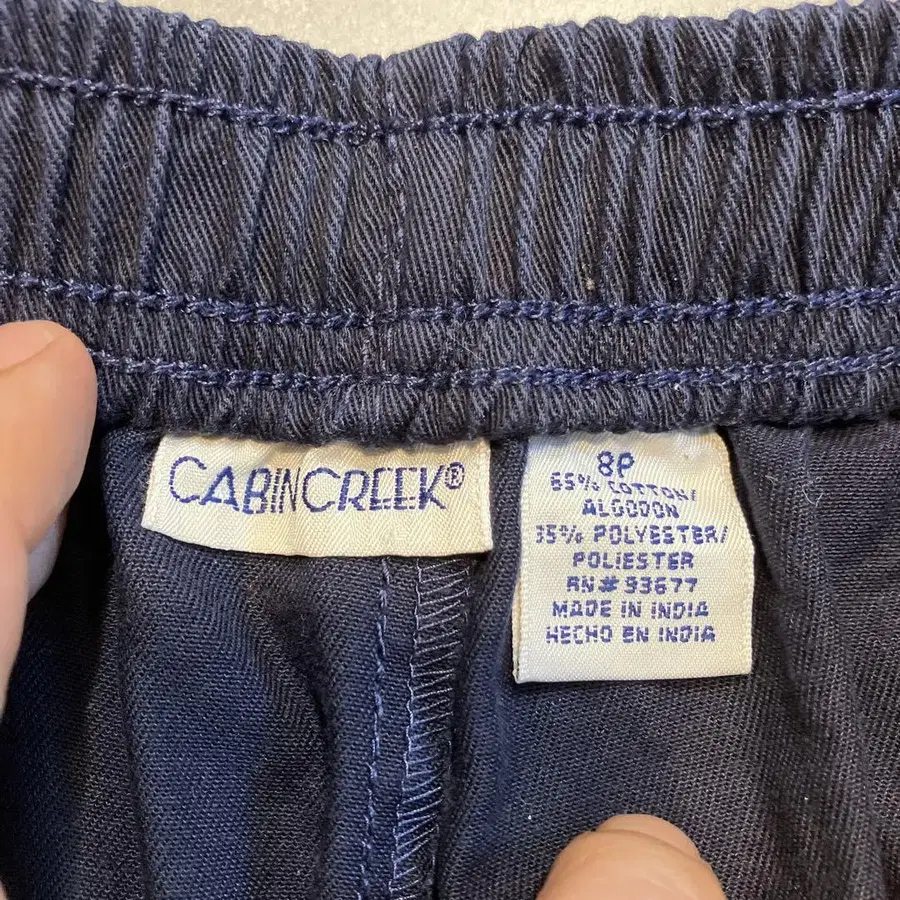 CABINCREEK®
8P
65% COTTON/
ALGODON
35% POLYESTER/
POLIESTER
RN# 93677
MADE IN INDIA
HECHO EN INDIA